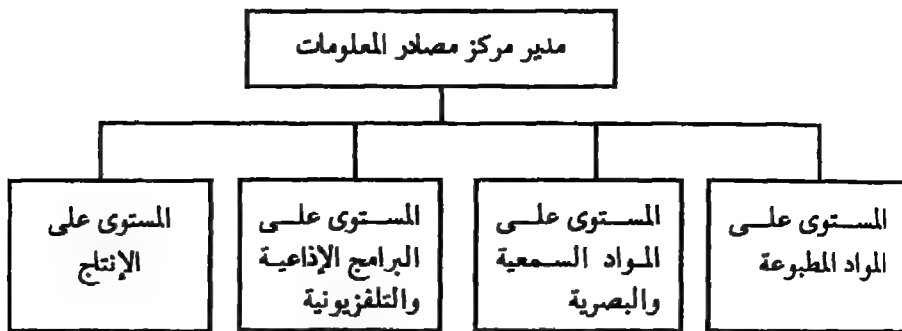 مدير مركز مصادر المعلومات
المستوى على
المواد المطبوعة
المستوى على
المواد السمعية
والبصرية
المستوى على
البرامج الإذاعية
والتلفزيونية
المستوى على
الإنتاج